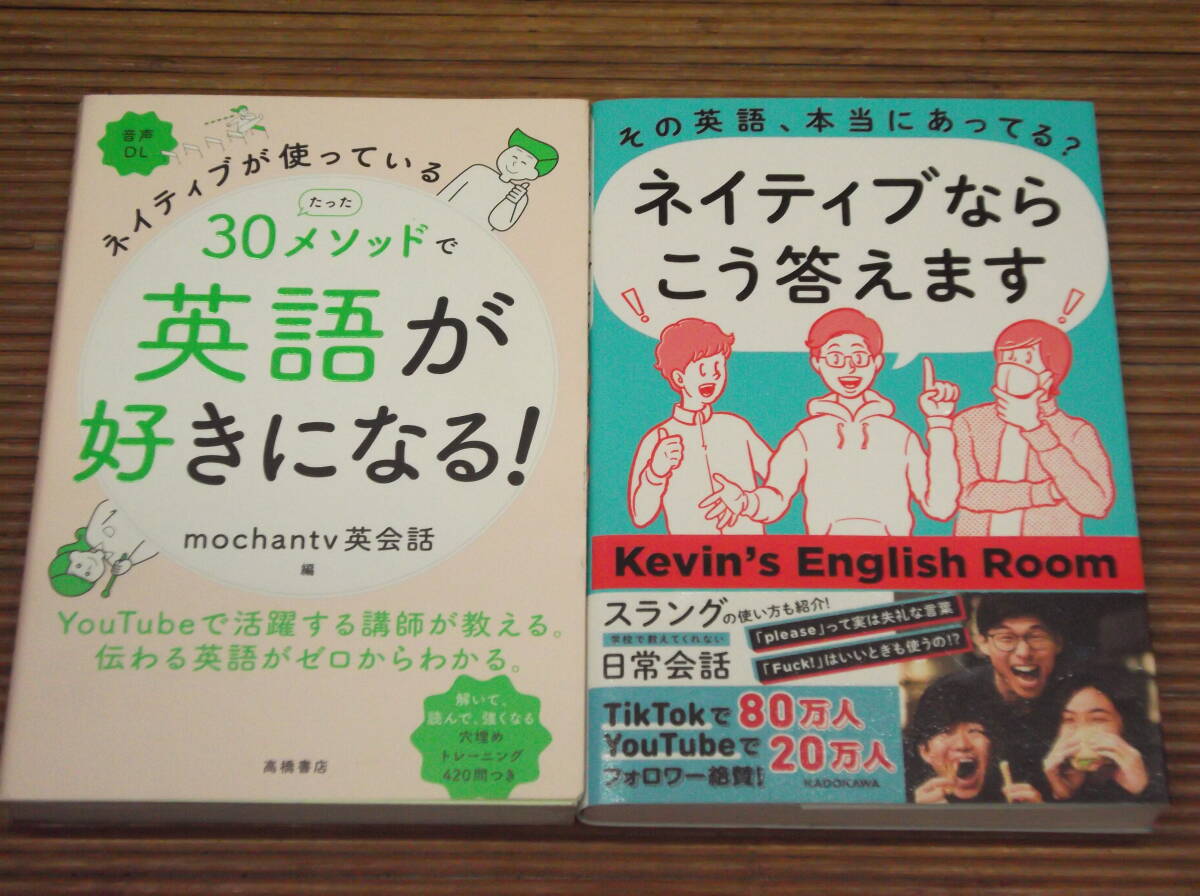 音声
DL
ネイティブが使っている
たった
30メソッドで
英語が
好きになる!
mochantv英会話
編
YouTubeで活躍する講師が教える。
伝わる英語がゼロからわかる。
解いて、
読んで、強くなる
穴埋め
トレーニング
420問つき
高橋書店
その英語、本当にあってる?
ネイティブなら
こう答えます
Kevin's English Room
スラングの使い方も紹介!
学校で教えてくれない
日常会話
「please」って実は失礼な言葉
「Fuck!」はいいときも使うの!?
TikTokで80万人
YouTubeで20万人
フォロワー絶賛!
KADOKAWA